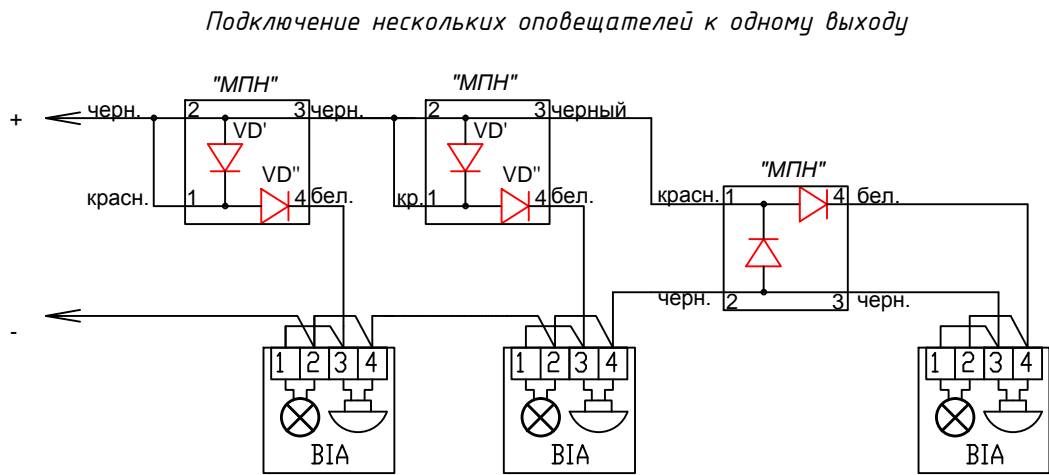 Подключение нескольких оповещателей к одному выходу
"МПН" "МПН"
+ черн. 2 3 черн. 2 3 черный
VD' VD'
"МПН"
VD" VD"
красн. 1 4 бел. кр. 1 4 бел. красн. 1 4 бел.
черн. 2 3 черн.
-
1 2 3 4 1 2 3 4 1 2 3 4
BIA BIA BIA